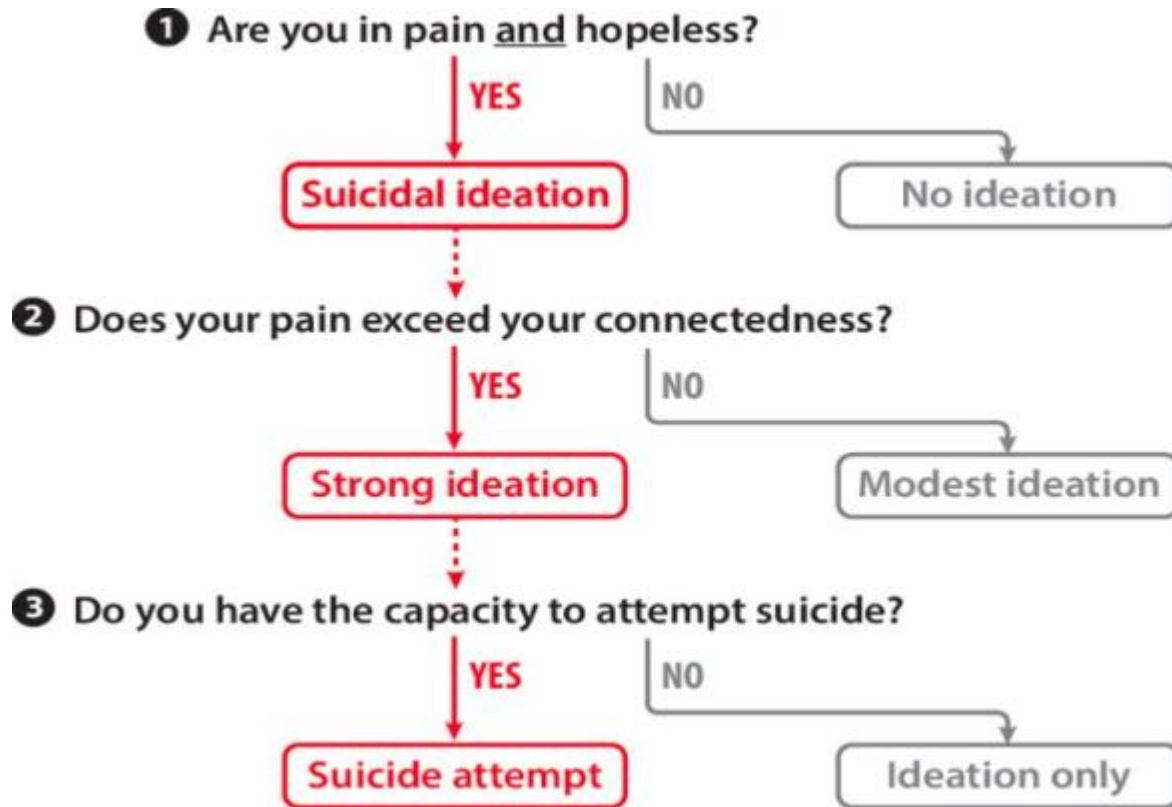 ❶ Are you in pain and hopeless?
YES
NO
Suicidal ideation
No ideation
❷ Does your pain exceed your connectedness?
YES
NO
Strong ideation
Modest ideation
❸ Do you have the capacity to attempt suicide?
YES
NO
Suicide attempt
Ideation only